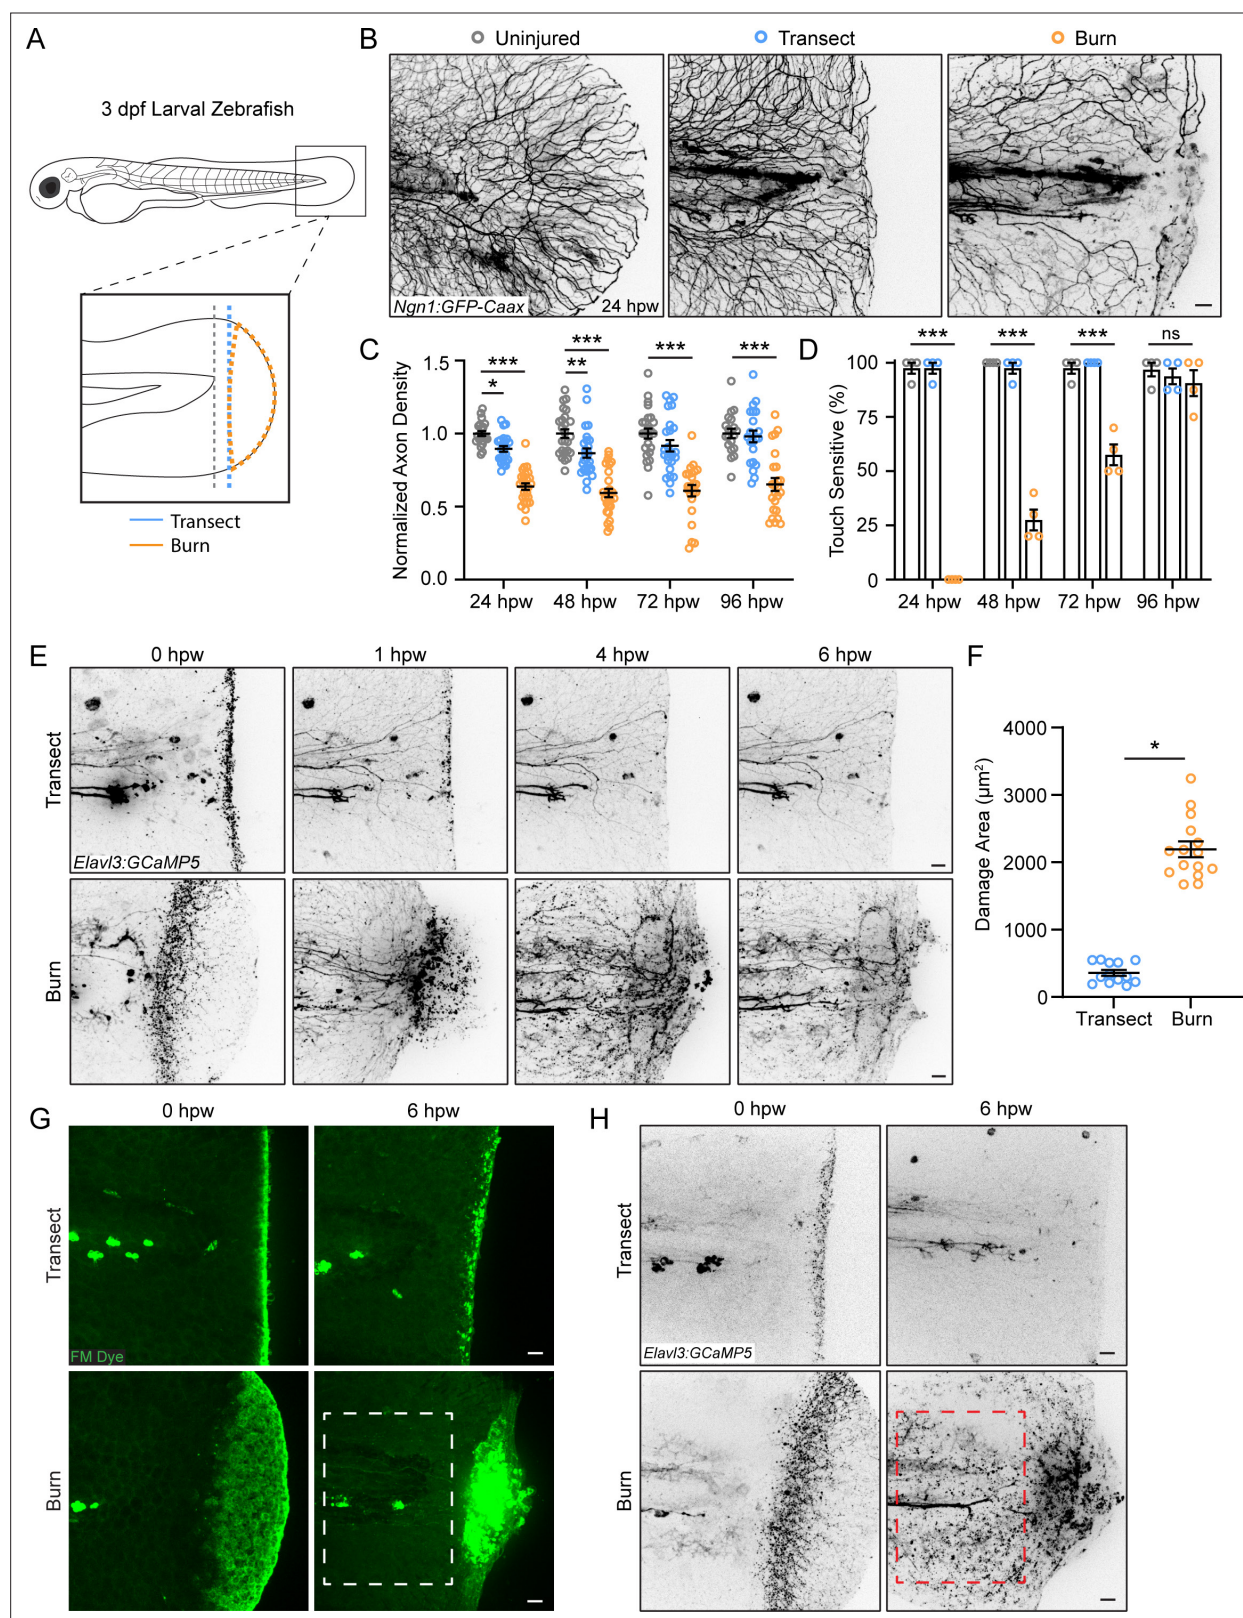 A
3 dpf Larval Zebrafish
Transect
Burn
B
Uninjured
Transect
Burn
Ngn1:GFP-Caax
24 hpw
C
Normalized Axon Density
1.5
1.0
0.5
0.0
***
*
***
**
***
***
24 hpw
48 hpw
72 hpw
96 hpw
D
Touch Sensitive (%)
100
75
50
25
0
***
***
***
ns
24 hpw
48 hpw
72 hpw
96 hpw
E
0 hpw
1 hpw
4 hpw
6 hpw
Transect
Elavl3:GCaMP5
Burn
F
Damage Area (µm²)
4000
3000
2000
1000
0
*
Transect
Burn
G
0 hpw
6 hpw
Transect
FM Dye
Burn
H
0 hpw
6 hpw
Transect
Elavl3:GCaMP5
Burn